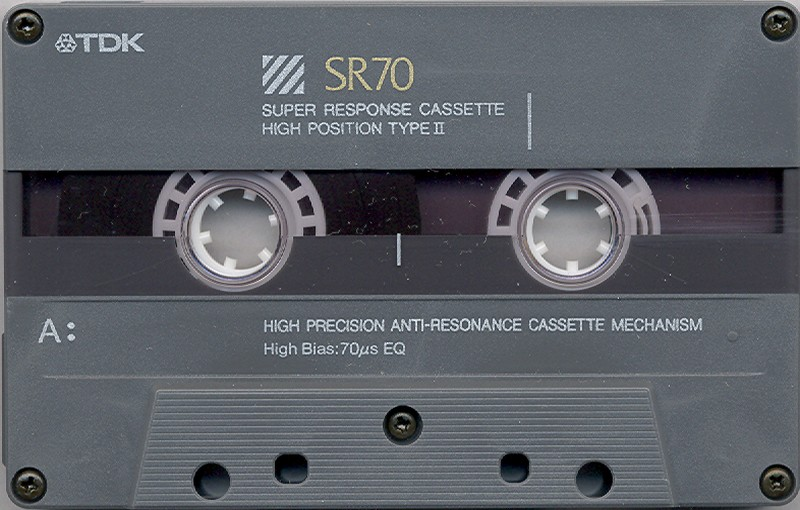 TDK
SR70
SUPER RESPONSE CASSETTE
HIGH POSITION TYPE II
A:
HIGH PRECISION ANTI-RESONANCE CASSETTE MECHANISM
High Bias:70µs EQ